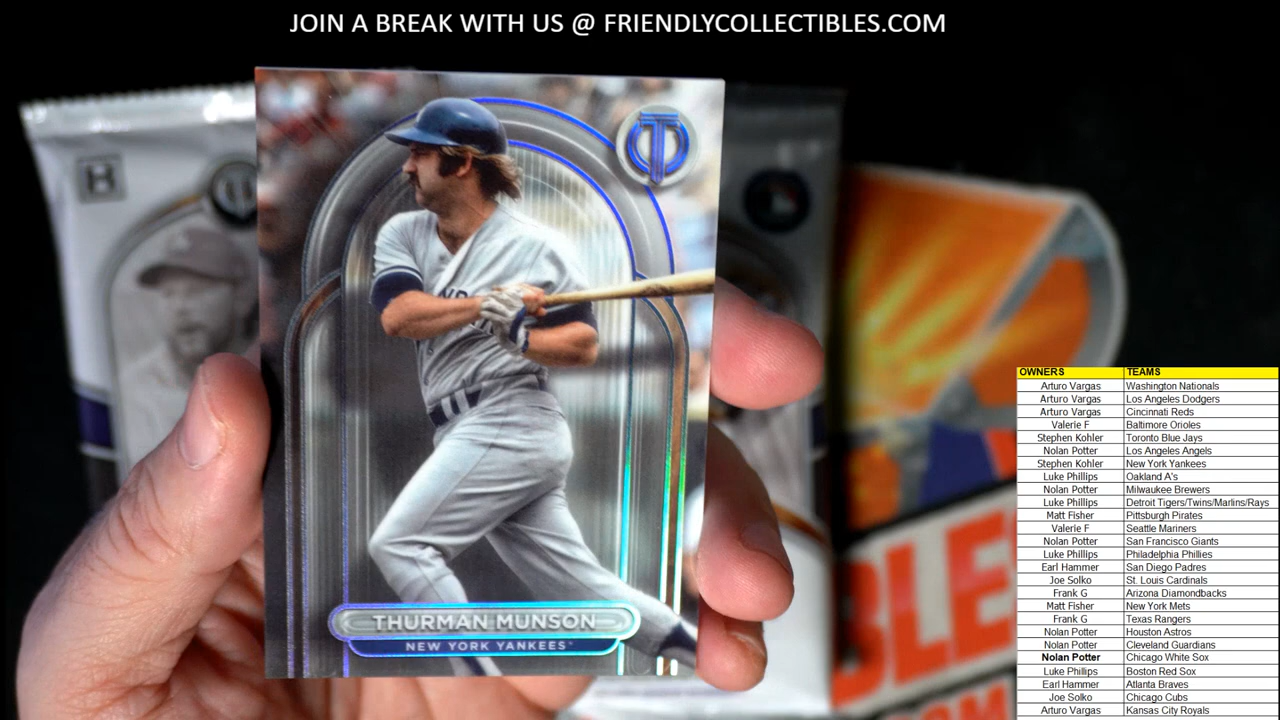 JOIN A BREAK WITH US @ FRIENDLYCOLLECTIBLES.COM
THURMAN MUNSON
NEW YORK YANKEES
BLE
OWNERS TEAMS
Arturo Vargas Washington Nationals
Arturo Vargas Los Angeles Dodgers
Arturo Vargas Cincinnati Reds
Valerie F Baltimore Orioles
Stephen Kohler Toronto Blue Jays
Nolan Potter Los Angeles Angels
Stephen Kohler New York Yankees
Luke Phillips Oakland A's
Nolan Potter Milwaukee Brewers
Luke Phillips Detroit Tigers/Twins/Marlins/Rays
Matt Fisher Pittsburgh Pirates
Valerie F Seattle Mariners
Nolan Potter San Francisco Giants
Luke Phillips Philadelphia Phillies
Earl Hammer San Diego Padres
Joe Solko St. Louis Cardinals
Frank G Arizona Diamondbacks
Matt Fisher New York Mets
Frank G Texas Rangers
Nolan Potter Houston Astros
Nolan Potter Cleveland Guardians
Nolan Potter Chicago White Sox
Luke Phillips Boston Red Sox
Earl Hammer Atlanta Braves
Joe Solko Chicago Cubs
Arturo Vargas Kansas City Royals